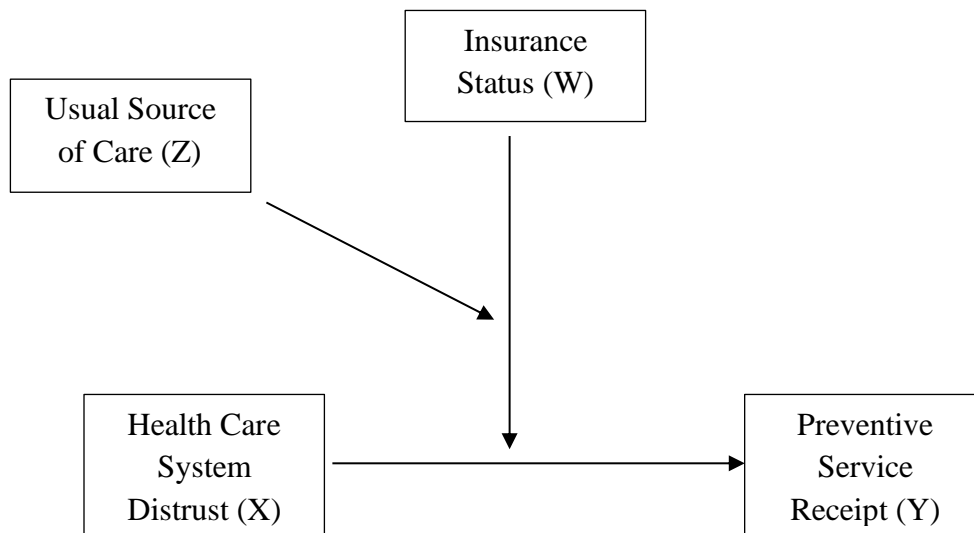 Insurance
Status (W)
Usual Source
of Care (Z)
Health Care
System
Distrust (X)
Preventive
Service
Receipt (Y)